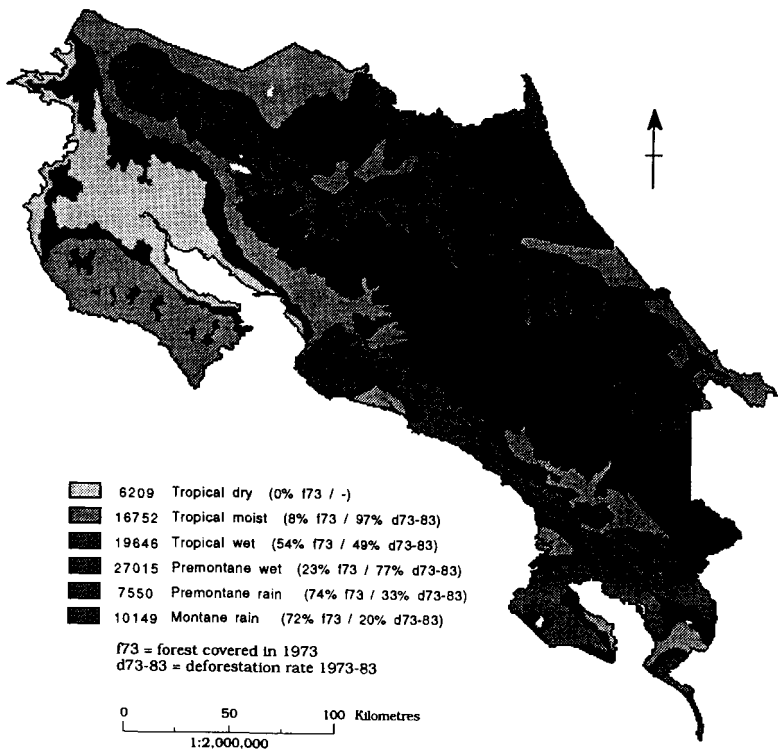 6209 Tropical dry (0% f73 / -)
16752 Tropical moist (8% f73 / 97% d73-83)
19646 Tropical wet (54% f73 / 49% d73-83)
27015 Premontane wet (23% f73 / 77% d73-83)
7550 Premontane rain (74% f73 / 33% d73-83)
10149 Montane rain (72% f73 / 20% d73-83)
f73 = forest covered in 1973
d73-83 = deforestation rate 1973-83
0 50 100 Kilometres
1:2,000,000